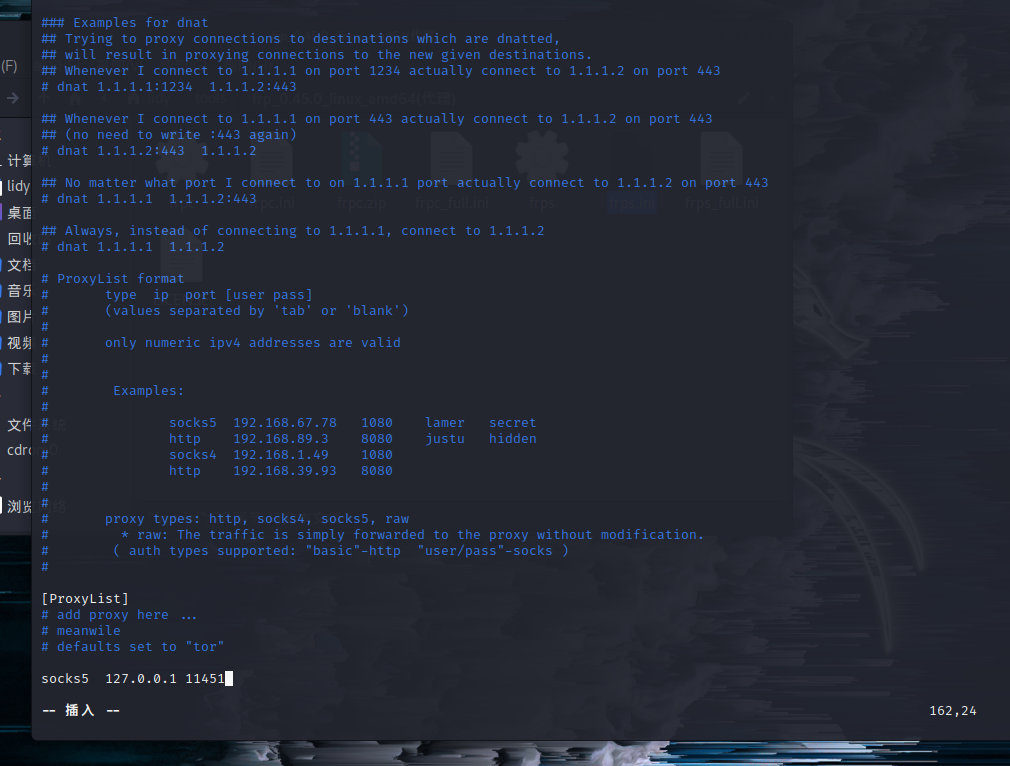 ### Examples for dnat
## Trying to proxy connections to destinations which are dnatted,
## will result in proxying connections to the new given destinations.
## Whenever I connect to 1.1.1.1 on port 1234 actually connect to 1.1.1.2 on port 443
# dnat 1.1.1.1:1234  1.1.1.2:443
## Whenever I connect to 1.1.1.1 on port 443 actually connect to 1.1.1.2 on port 443
## (no need to write :443 again)
# dnat 1.1.1.2:443  1.1.1.2
## No matter what port I connect to on 1.1.1.1 port actually connect to 1.1.1.2 on port 443
# dnat 1.1.1.1  1.1.1.2:443
## Always, instead of connecting to 1.1.1.1, connect to 1.1.1.2
# dnat 1.1.1.1  1.1.1.2
# ProxyList format
#       type  ip  port [user pass]
#       (values separated by 'tab' or 'blank')
#
#       only numeric ipv4 addresses are valid
#
#
#        Examples:
#
#               socks5  192.168.67.78   1080    lamer   secret
#               http    192.168.89.3    8080    justu   hidden
#               socks4  192.168.1.49    1080
#               http    192.168.39.93   8080
#
#
#       proxy types: http, socks4, socks5, raw
#         * raw: The traffic is simply forwarded to the proxy without modification.
#        ( auth types supported: "basic"-http  "user/pass"-socks )
#
[ProxyList]
# add proxy here ...
# meanwile
# defaults set to "tor"
socks5  127.0.0.1 11451
-- 插入 --
162,24
(F)
计算
lidy
桌面
回收
文档
音乐
图片
视频
下载
文件
cdro
浏览
frp_0.45.0_linux_amd64
frpc.zip
frpc_full.ini
frps
frps.ini
frps_full.ini